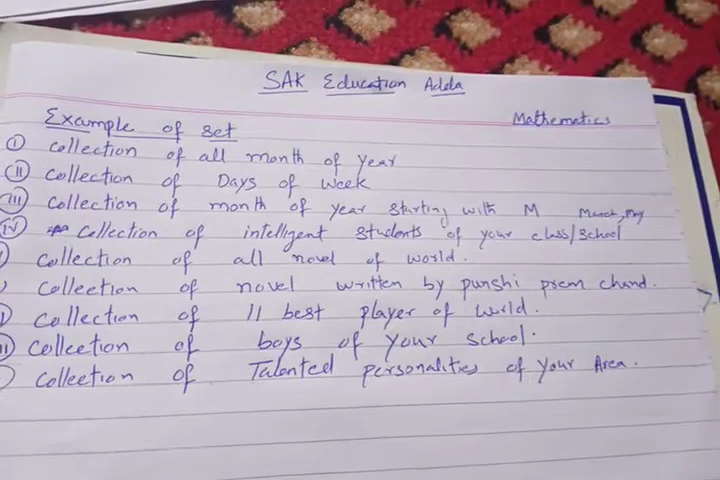 SAK Education Adda
Mathematics
Example of set
(I) collection of all month of year
(II) collection of Days of week
(III) collection of month of year starting with M March, May
(IV) collection of intelligent students of your class/school
collection of all novel of world.
collection of novel written by punshi prem chand.
collection of 11 best player of world.
collection of boys of your school.
collection of Talented personalities of your Area.